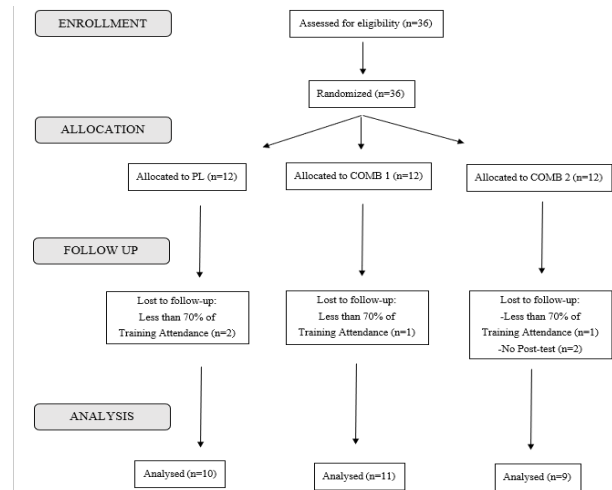 ENROLLMENT
Assessed for eligibility (n=36)
Randomized (n=36)
ALLOCATION
Allocated to PL (n=12)
Allocated to COMB 1 (n=12)
Allocated to COMB 2 (n=12)
FOLLOW UP
Lost to follow-up:
Less than 70% of
Training Attendance (n=2)
Lost to follow-up:
Less than 70% of
Training Attendance (n=1)
Lost to follow-up:
-Less than 70% of
Training Attendance (n=1)
-No Post-test (n=2)
ANALYSIS
Analysed (n=10)
Analysed (n=11)
Analysed (n=9)